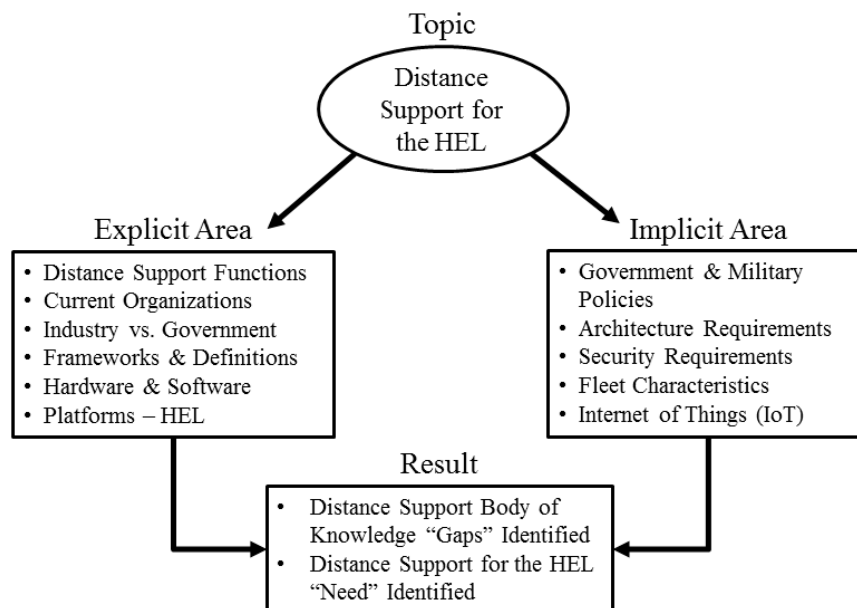 Topic
Distance
Support for
the HEL
Explicit Area
• Distance Support Functions
• Current Organizations
• Industry vs. Government
• Frameworks & Definitions
• Hardware & Software
• Platforms – HEL
Implicit Area
• Government & Military
Policies
• Architecture Requirements
• Security Requirements
• Fleet Characteristics
• Internet of Things (IoT)
Result
• Distance Support Body of
Knowledge “Gaps” Identified
• Distance Support for the HEL
“Need” Identified